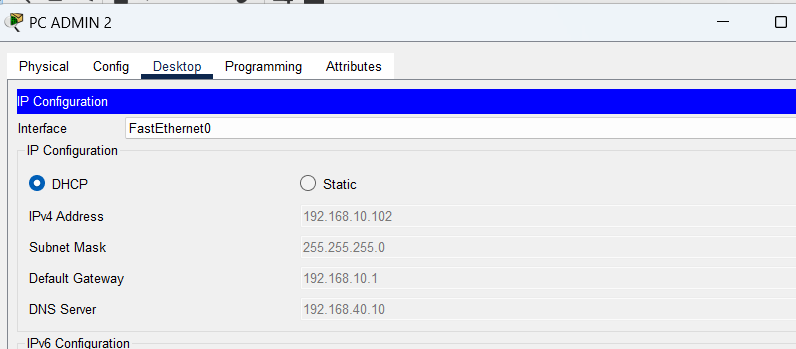 PC ADMIN 2
Physical Config Desktop Programming Attributes
IP Configuration
Interface FastEthernet0
IP Configuration
DHCP Static
IPv4 Address 192.168.10.102
Subnet Mask 255.255.255.0
Default Gateway 192.168.10.1
DNS Server 192.168.40.10
IPv6 Configuration